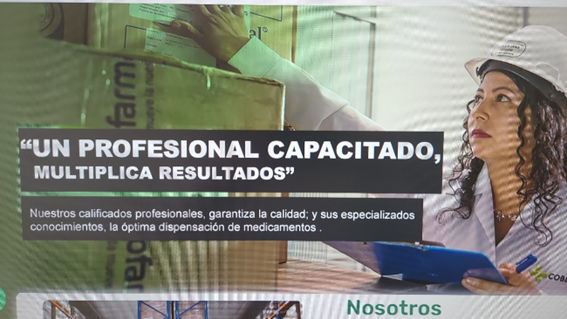 “UN PROFESIONAL CAPACITADO,
MULTIPLICA RESULTADOS”
Nuestros calificados profesionales, garantiza la calidad; y sus especializados
conocimientos, la óptima dispensación de medicamentos .
Nosotros